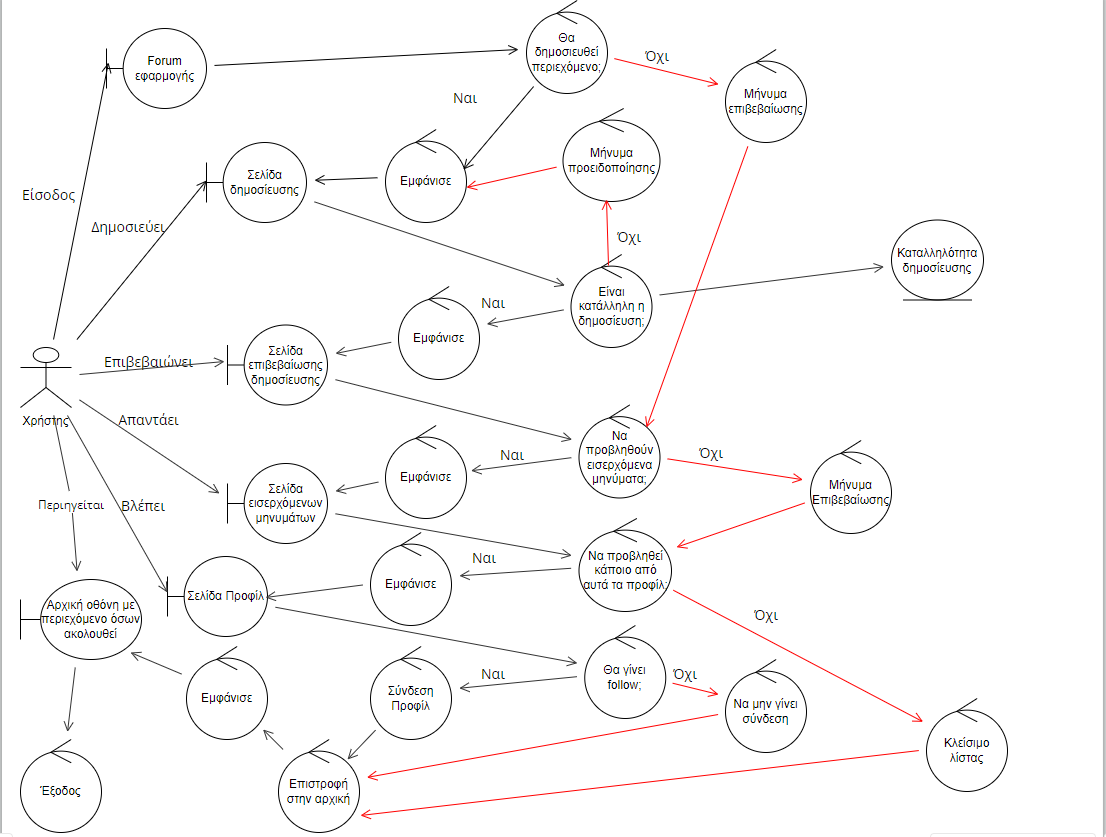 Forum
εφαρμογής
Θα
δημοσιευθεί
περιεχόμενο;
Όχι
Μήνυμα
επιβεβαίωσης
Ναι
Μήνυμα
προειδοποίησης
Σελίδα
δημοσίευσης
Εμφάνισε
Είσοδος
Δημοσιεύει
Όχι
Καταλληλότητα
δημοσίευσης
Είναι
κατάλληλη η
δημοσίευση;
Ναι
Εμφάνισε
Σελίδα
επιβεβαίωσης
δημοσίευσης
Επιβεβαιώνει
Χρήστης
Απαντάει
Να
προβληθούν
εισερχόμενα
μηνύματα;
Όχι
Ναι
Εμφάνισε
Μήνυμα
Επιβεβαίωσης
Σελίδα
εισερχόμενων
μηνυμάτων
Περιηγείται
Βλέπει
Να προβληθεί
κάποιο από
αυτά τα προφίλ;
Ναι
Εμφάνισε
Σελίδα Προφίλ
Αρχική οθόνη με
περιεχόμενο όσων
ακολουθεί
Όχι
Θα γίνει
follow;
Όχι
Ναι
Σύνδεση
Προφίλ
Εμφάνισε
Να μην γίνει
σύνδεση
Κλείσιμο
λίστας
Έξοδος
Επιστροφή
στην αρχική